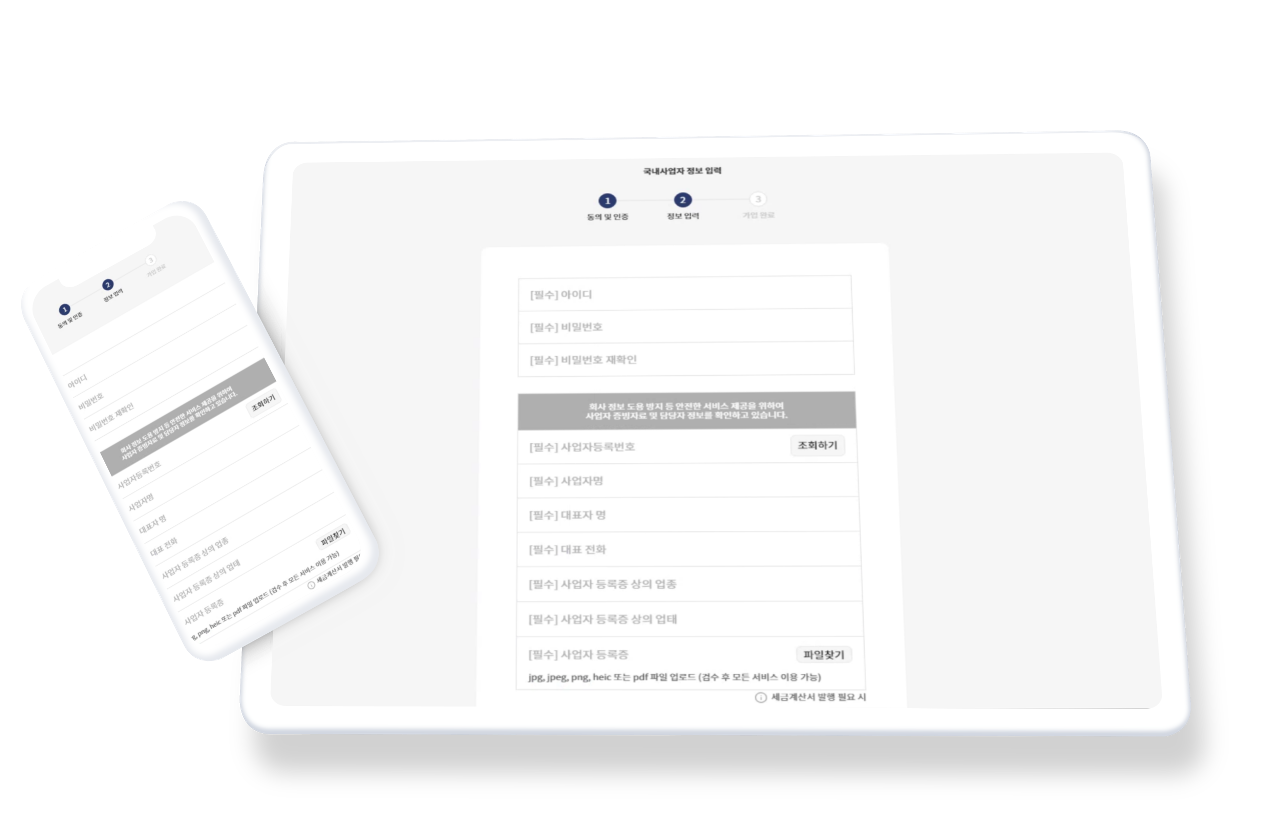 국내사업자 정보 입력
1 2 3
동의 및 인증 정보 입력 가입 완료
[필수] 아이디
[필수] 비밀번호
[필수] 비밀번호 재확인
회사 정보 도용 방지 등 안전한 서비스 제공을 위하여
사업자 증빙자료 및 담당자 정보를 확인하고 있습니다.
[필수] 사업자등록번호 조회하기
[필수] 사업자명
[필수] 대표자 명
[필수] 대표 전화
[필수] 사업자 등록증 상의 업종
[필수] 사업자 등록증 상의 업태
[필수] 사업자 등록증 파일찾기
jpg, jpeg, png, heic 또는 pdf 파일 업로드 (검수 후 모든 서비스 이용 가능)
세금계산서 발행 필요 시
1 2 3
동의 및 인증 정보 입력 가입 완료
아이디
비밀번호
비밀번호 재확인
회사 정보 도용 방지 등 안전한 서비스 제공을 위하여
사업자 증빙자료 및 담당자 정보를 확인하고 있습니다.
사업자등록번호 조회하기
사업자명
대표자 명
대표 전화
사업자 등록증 상의 업종
사업자 등록증 상의 업태
사업자 등록증 파일찾기
g, png, heic 또는 pdf 파일 업로드 (검수 후 모든 서비스 이용 가능)
세금계산서 발행